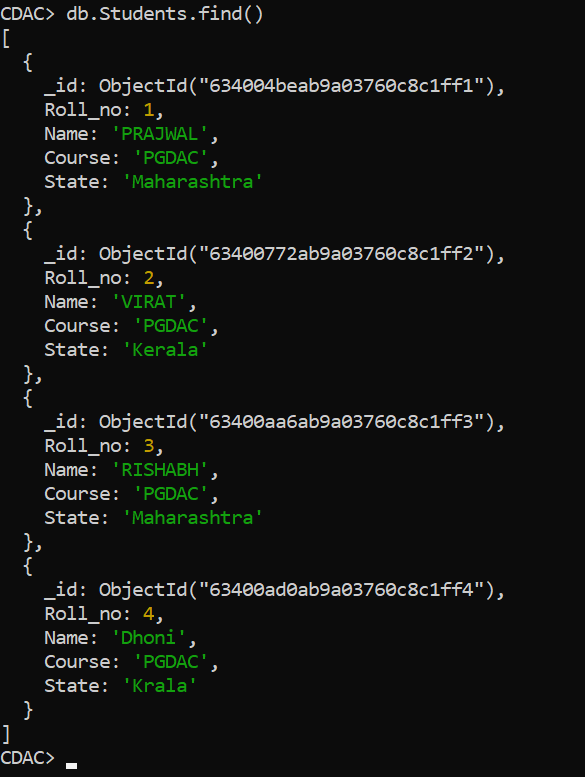 CDAC> db.Students.find()
[
  {
    _id: ObjectId("634004beab9a03760c8c1ff1"),
    Roll_no: 1,
    Name: 'PRAJWAL',
    Course: 'PGDAC',
    State: 'Maharashtra'
  },
  {
    _id: ObjectId("63400772ab9a03760c8c1ff2"),
    Roll_no: 2,
    Name: 'VIRAT',
    Course: 'PGDAC',
    State: 'Kerala'
  },
  {
    _id: ObjectId("63400aa6ab9a03760c8c1ff3"),
    Roll_no: 3,
    Name: 'RISHABH',
    Course: 'PGDAC',
    State: 'Maharashtra'
  },
  {
    _id: ObjectId("63400ad0ab9a03760c8c1ff4"),
    Roll_no: 4,
    Name: 'Dhoni',
    Course: 'PGDAC',
    State: 'Krala'
  }
]
CDAC>